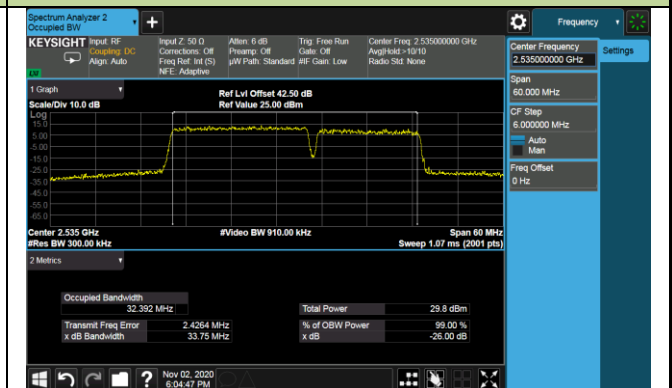 Spectrum Analyzer 2
Occupied BW
Frequency
KEYSIGHT
Input: RF
Coupling: DC
Align: Auto
Input Z: 50 Ω
Corrections: Off
Freq Ref: Int (S)
NFE: Adaptive
Atten: 6 dB
Preamp: Off
µW Path: Standard
Trig: Free Run
Gate: Off
#IF Gain: Low
Center Freq: 2.535000000 GHz
Avg|Hold:>10/10
Radio Std: None
Center Frequency
2.535000000 GHz
Settings
Span
60.000 MHz
CF Step
6.000000 MHz
Auto
Man
Freq Offset
0 Hz
1 Graph
Scale/Div 10.0 dB
Ref Lvl Offset 42.50 dB
Ref Value 25.00 dBm
Log
15.0
5.00
-5.00
-15.0
-25.0
-35.0
-45.0
-55.0
-65.0
Center 2.535 GHz
#Res BW 300.00 kHz
#Video BW 910.00 kHz
Span 60 MHz
Sweep 1.07 ms (2001 pts)
2 Metrics
Occupied Bandwidth
32.392 MHz
Total Power 29.8 dBm
Transmit Freq Error 2.4264 MHz
% of OBW Power 99.00 %
x dB Bandwidth 33.75 MHz
x dB -26.00 dB
?
Nov 02, 2020
6:04:47 PM